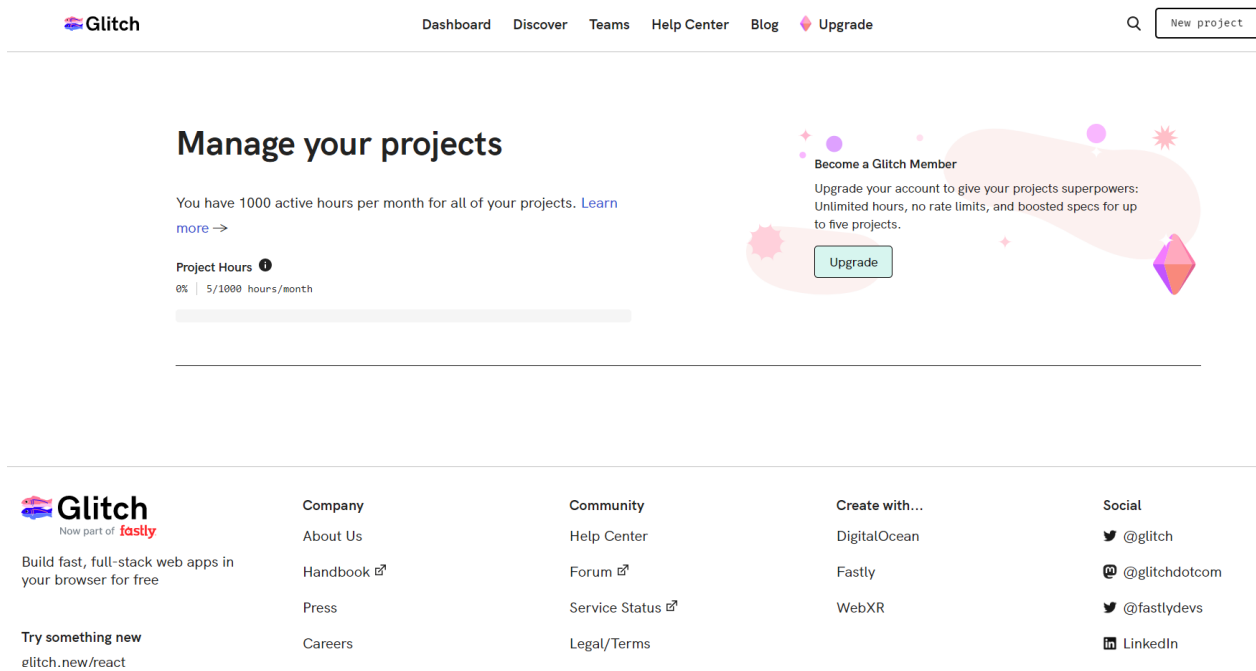 Glitch
Dashboard Discover Teams Help Center Blog Upgrade
New project
Manage your projects
You have 1000 active hours per month for all of your projects. Learn
more →
Project Hours
0% | 5/1000 hours/month
Become a Glitch Member
Upgrade your account to give your projects superpowers:
Unlimited hours, no rate limits, and boosted specs for up
to five projects.
Upgrade
Glitch
Now part of fastly
Build fast, full-stack web apps in
your browser for free
Try something new
glitch.new/react
Company
About Us
Handbook
Press
Careers
Community
Help Center
Forum
Service Status
Legal/Terms
Create with...
DigitalOcean
Fastly
WebXR
Social
@glitch
@glitchdotcom
@fastlydevs
LinkedIn